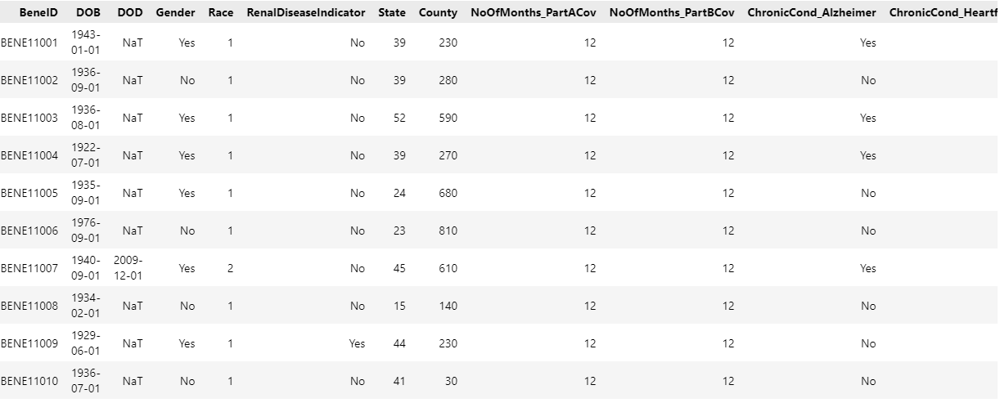 BeneID DOB DOD Gender Race RenalDiseaseIndicator State County NoOfMonths_PartACov NoOfMonths_PartBCov ChronicCond_Alzheimer ChronicCond_Heartf
BENE11001 1943-01-01 NaT Yes 1 No 39 230 12 12 Yes
BENE11002 1936-09-01 NaT No 1 No 39 280 12 12 No
BENE11003 1936-08-01 NaT Yes 1 No 52 590 12 12 Yes
BENE11004 1922-07-01 NaT Yes 1 No 39 270 12 12 Yes
BENE11005 1935-09-01 NaT Yes 1 No 24 680 12 12 No
BENE11006 1976-09-01 NaT No 1 No 23 810 12 12 No
BENE11007 1940-09-01 2009-12-01 Yes 2 No 45 610 12 12 Yes
BENE11008 1934-02-01 NaT No 1 No 15 140 12 12 No
BENE11009 1929-06-01 NaT Yes 1 Yes 44 230 12 12 No
BENE11010 1936-07-01 NaT No 1 No 41 30 12 12 No